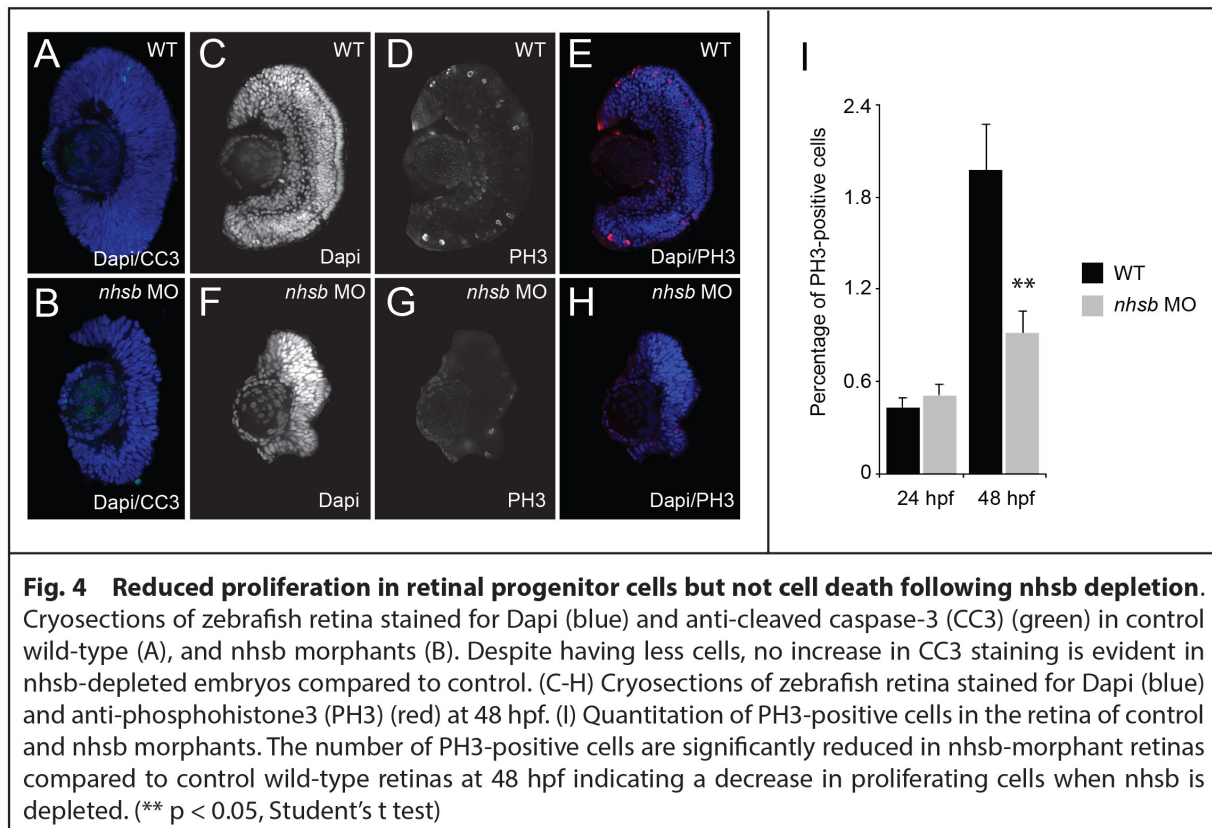 A
WT
Dapi/CC3
C
WT
Dapi
D
WT
PH3
E
WT
Dapi/PH3
B
nhsb MO
Dapi/CC3
F
nhsb MO
Dapi
G
nhsb MO
PH3
H
nhsb MO
Dapi/PH3
I
Percentage of PH3-positive cells
2.4
1.8
1.2
0.6
0
**
24 hpf
48 hpf
WT
nhsb MO
Fig. 4 Reduced proliferation in retinal progenitor cells but not cell death following nhsb depletion.
Cryosections of zebrafish retina stained for Dapi (blue) and anti-cleaved caspase-3 (CC3) (green) in control
wild-type (A), and nhsb morphants (B). Despite having less cells, no increase in CC3 staining is evident in
nhsb-depleted embryos compared to control. (C-H) Cryosections of zebrafish retina stained for Dapi (blue)
and anti-phosphohistone3 (PH3) (red) at 48 hpf. (I) Quantitation of PH3-positive cells in the retina of control
and nhsb morphants. The number of PH3-positive cells are significantly reduced in nhsb-morphant retinas
compared to control wild-type retinas at 48 hpf indicating a decrease in proliferating cells when nhsb is
depleted. (** p < 0.05, Student's t test)